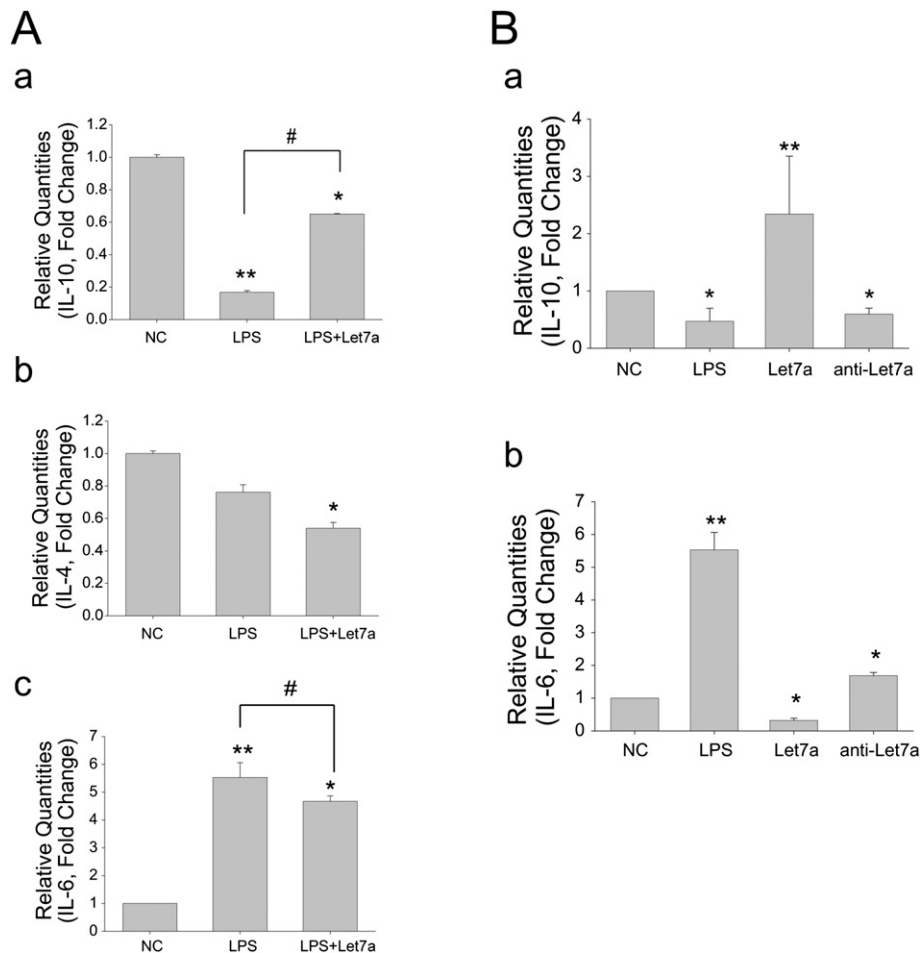 A
a
Relative Quantities
(IL-10, Fold Change)
1.2
1.0
0.8
0.6
0.4
0.2
0.0
#
**
*
NC LPS LPS+Let7a
b
Relative Quantities
(IL-4, Fold Change)
1.2
1.0
0.8
0.6
0.4
0.2
0.0
*
NC LPS LPS+Let7a
c
Relative Quantities
(IL-6, Fold Change)
7
6
5
4
3
2
1
0
#
**
*
NC LPS LPS+Let7a
B
a
Relative Quantities
(IL-10, Fold Change)
4
3
2
1
0
**
* *
NC LPS Let7a anti-Let7a
b
Relative Quantities
(IL-6, Fold Change)
7
6
5
4
3
2
1
0
**
*
*
NC LPS Let7a anti-Let7a